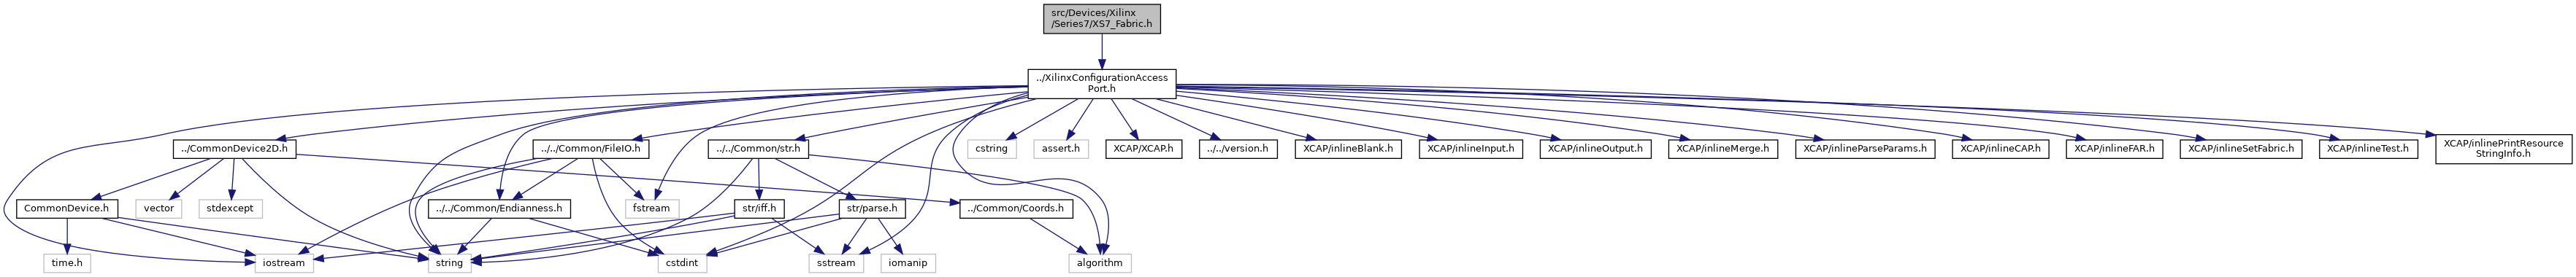 src/Devices/Xilinx
/Series7/XS7_Fabric.h
../XilinxConfigurationAccess
Port.h
../CommonDevice2D.h
../../Common/FileIO.h
../../Common/str.h
cstring
assert.h
XCAP/XCAP.h
../../version.h
XCAP/inlineBlank.h
XCAP/inlineInput.h
XCAP/inlineOutput.h
XCAP/inlineMerge.h
XCAP/inlineParseParams.h
XCAP/inlineCAP.h
XCAP/inlineFAR.h
XCAP/inlineSetFabric.h
XCAP/inlineTest.h
XCAP/inlinePrintResource
StringInfo.h
CommonDevice.h
vector
stdexcept
../../Common/Endianness.h
fstream
str/iff.h
str/parse.h
../Common/Coords.h
time.h
iostream
string
cstdint
sstream
iomanip
algorithm